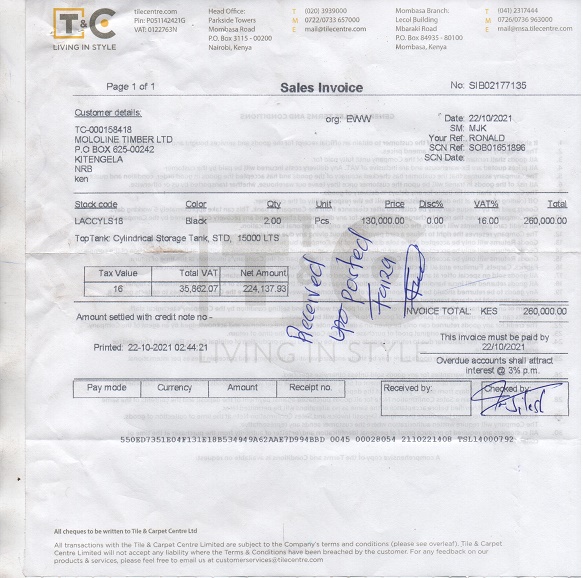 T&C
LIVING IN STYLE
tilecentre.com
Pin: P051142421G
VAT: 0122763N
Head Office:
Parkside Towers
Mombasa Road
P.O. Box 3115 - 00200
Nairobi, Kenya
T (020) 3939000
M 0722/0733 657000
E mail@tilecentre.com
Mombasa Branch:
Lecol Building
Mbaraki Road
P.O. Box 84935 - 80100
Mombasa, Kenya
T (041) 2317444
M 0726/0736 963000
E mail@msa.tilecentre.com
Page 1 of 1
Sales Invoice
No: SIB02177135
Customer details:
TC-000158418
MOLOLINE TIMBER LTD
P.O BOX 625-00242
KITENGELA
NRB
ken
org: EWW
Date: 22/10/2021
SM: MJK
Your Ref.: RONALD
SCN Ref: SOB01651896
SCN Date:
Stock code Color Qty Unit Price Disc% VAT% Total
LACCYLS18 Black 2.00 Pcs. 130,000.00 0.00 16.00 260,000.00
TopTank: Cylindrical Storage Tank, STD, 15000 LTS
Tax Value Total VAT Net Amount
16 35,862.07 224,137.93
Received
Posted
INVOICE TOTAL: KES 260,000.00
Amount settled with credit note no -
T&C
LIVING IN STYLE
This invoice must be paid by
22/10/2021
Printed: 22-10-2021 02:44:21
Overdue accounts shall attract
interest @ 3% p.m.
Pay mode Currency Amount Receipt no.
Received by:
Checked by:
550ED7351E04F131E18B534949A62AAE7D994BBD 0045 00028054 2110221408 TSL14000792
All cheques to be written to Tile & Carpet Centre Ltd
All transactions with the Tile & Carpet Centre Limited are subject to the Company's terms and conditions (please see overleaf). Tile & Carpet
Centre Limited will not accept any liability where the Terms & Conditions have been breached by the customer. For any feedback on our
products & services, please feel free to email us at customerservices@tilecentre.com